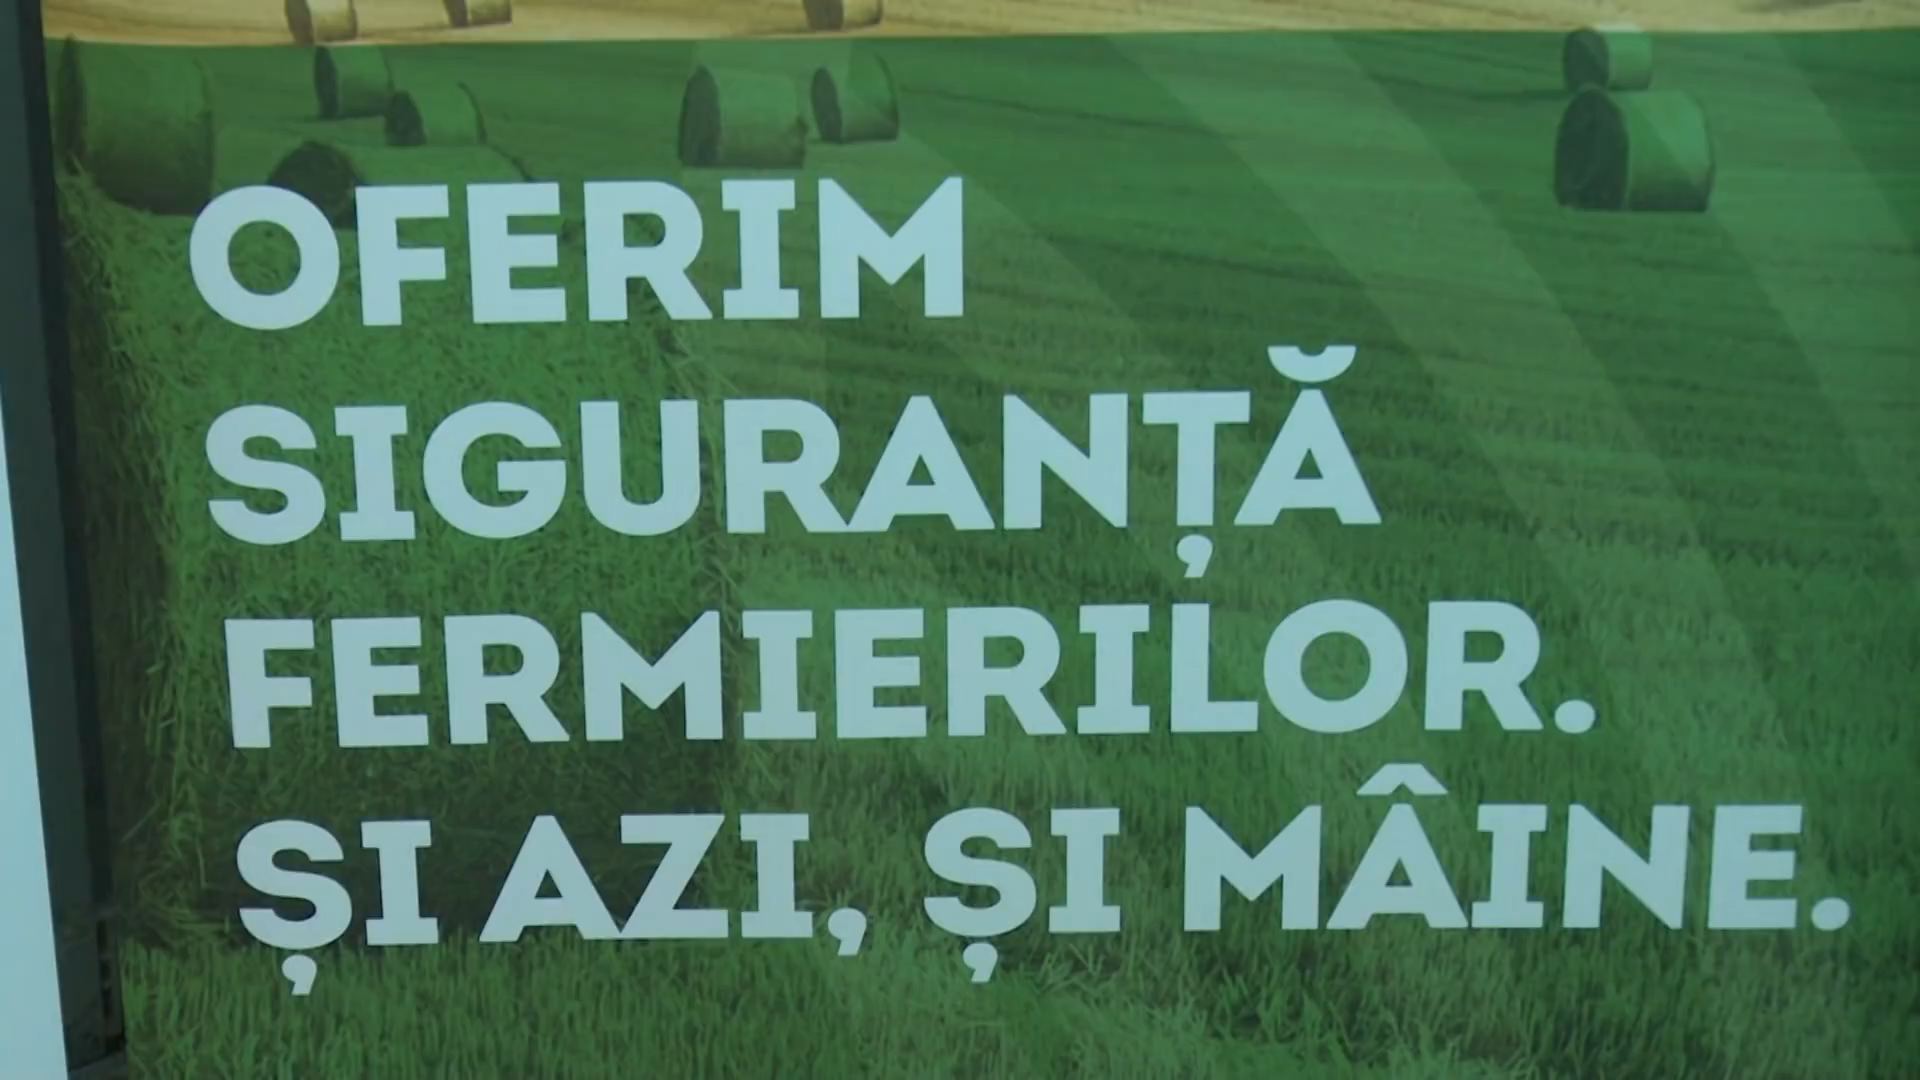 OFERIM
SIGURANȚĂ
FERMIERILOR.
ȘI AZI, ȘI MÂINE.